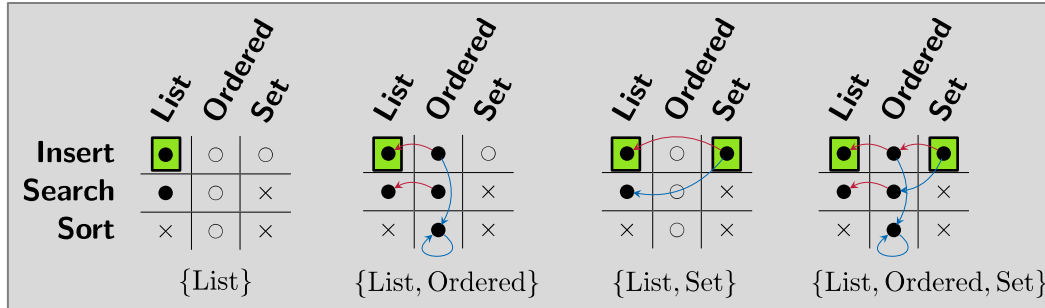 List Ordered Set List Ordered Set List Ordered Set List Ordered Set
Insert
Search
Sort
{List} {List, Ordered} {List, Set} {List, Ordered, Set}